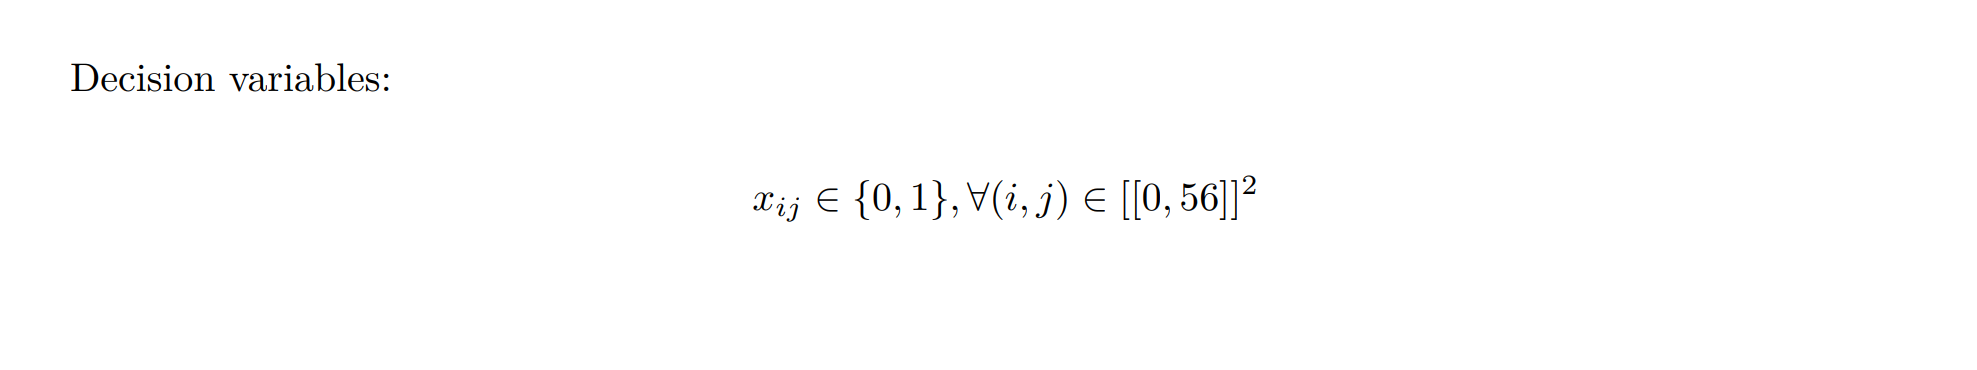 Decision variables:
x_{ij} ∈ {0, 1}, ∀(i, j) ∈ [[0, 56]]²